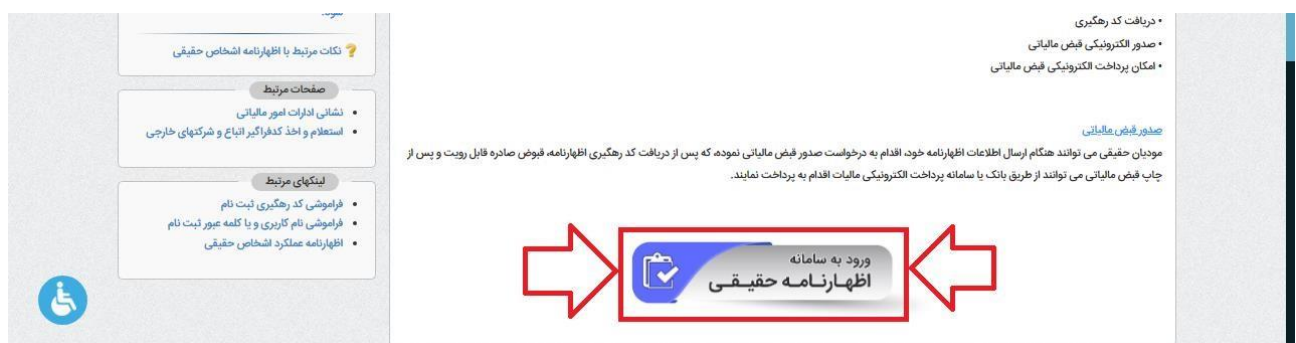 • دریافت کد رهگیری
• صدور الکترونیکی قبض مالیاتی
• امکان پرداخت الکترونیکی قبض مالیاتی
صدور قبض مالیاتی
مودیان حقیقی می توانند هنگام ارسال اطلاعات اظهارنامه خود، اقدام به درخواست صدور قبض مالیاتی نموده، که پس از دریافت کد رهگیری اظهارنامه، قبوض صادره قابل رویت و پس از
چاپ قبض مالیاتی می توانند از طریق بانک یا سامانه پرداخت الکترونیکی مالیات اقدام به پرداخت نمایند.
ورود به سامانه
اظهارنامه حقیقی
نکات مرتبط با اظهارنامه اشخاص حقیقی
صفحات مرتبط
• نشانی ادارات امور مالیاتی
• استعلام و اخذ کدفراگیر اتباع و شرکتهای خارجی
لینکهای مرتبط
• فراموشی کد رهگیری ثبت نام
• فراموشی نام کاربری و یا کلمه عبور ثبت نام
• اظهارنامه عملکرد اشخاص حقیقی